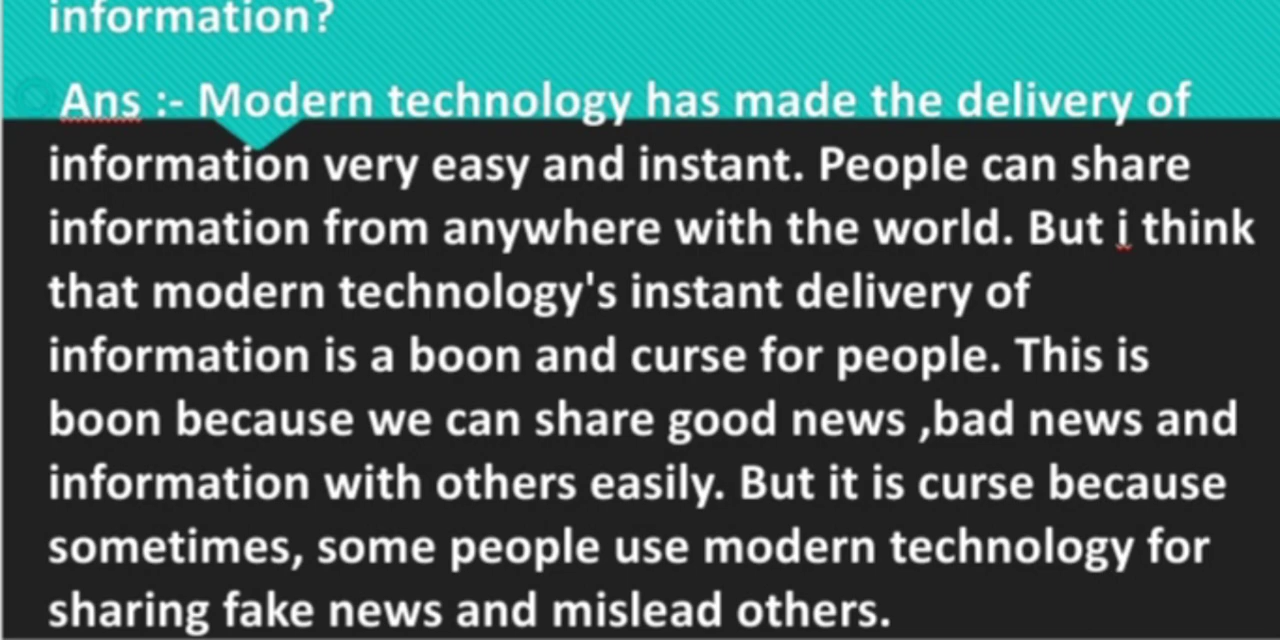 information?
Ans :- Modern technology has made the delivery of
information very easy and instant. People can share
information from anywhere with the world. But i think
that modern technology's instant delivery of
information is a boon and curse for people. This is
boon because we can share good news ,bad news and
information with others easily. But it is curse because
sometimes, some people use modern technology for
sharing fake news and mislead others.